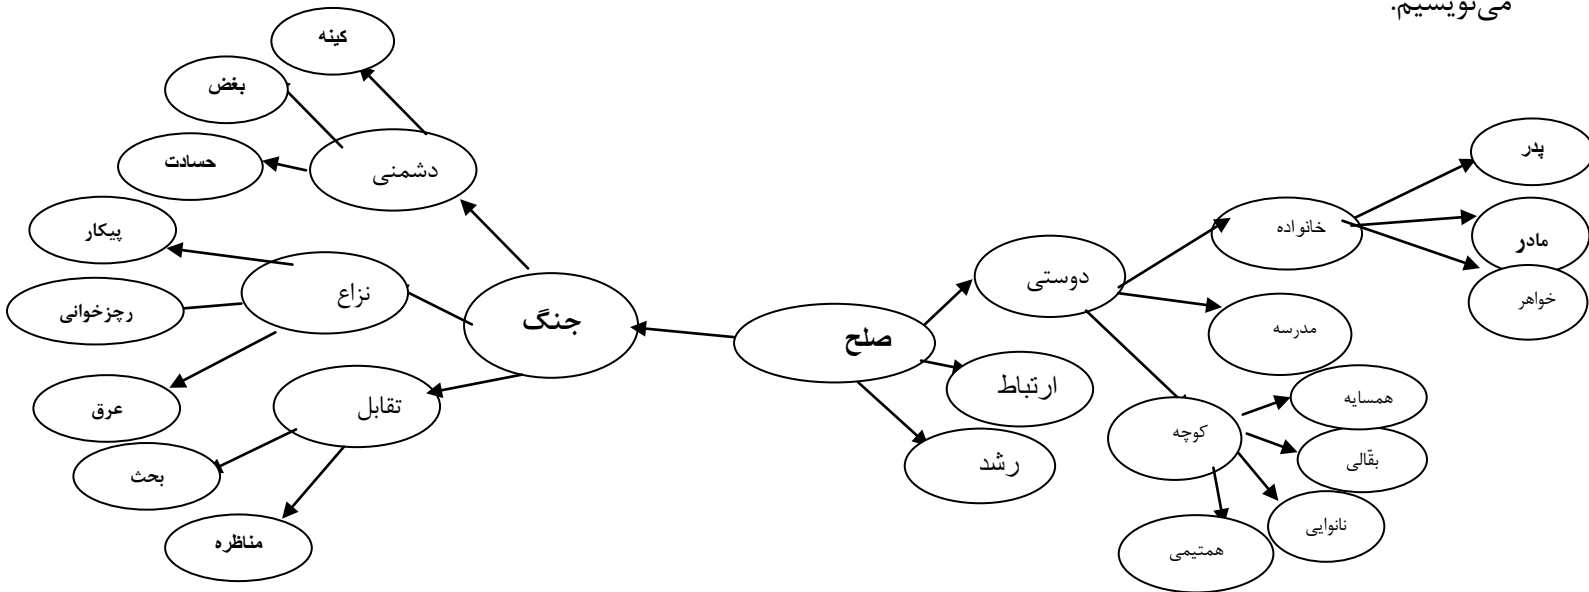 می‌نویسیم.
صلح
دوستی
خانواده
پدر
مادر
خواهر
مدرسه
کوچه
همسایه
بقّالی
نانوایی
همتیمی
ارتباط
رشد
جنگ
دشمنی
کینه
بغض
حسادت
نزاع
پیکار
رجزخوانی
عرق
تقابل
بحث
مناظره